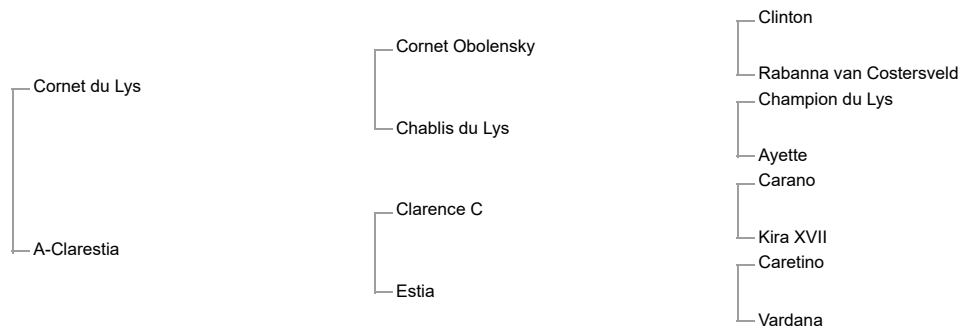 Clinton
Cornet Obolensky
Rabanna van Costersveld
Cornet du Lys
Champion du Lys
Chablis du Lys
Ayette
Carano
Clarence C
Kira XVII
A-Clarestia
Caretino
Estia
Vardana